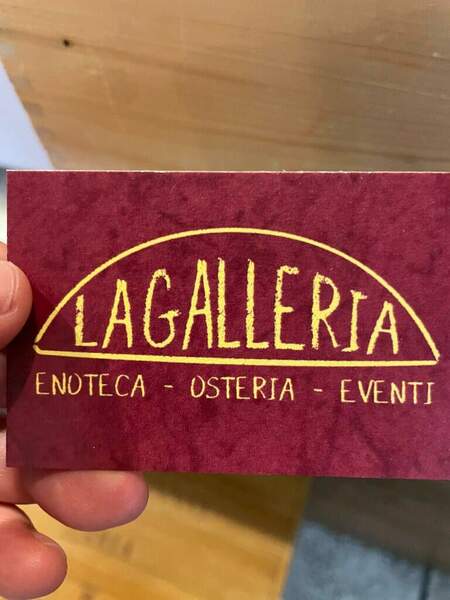 LAGALLERIA
ENOTECA - OSTERIA - EVENTI